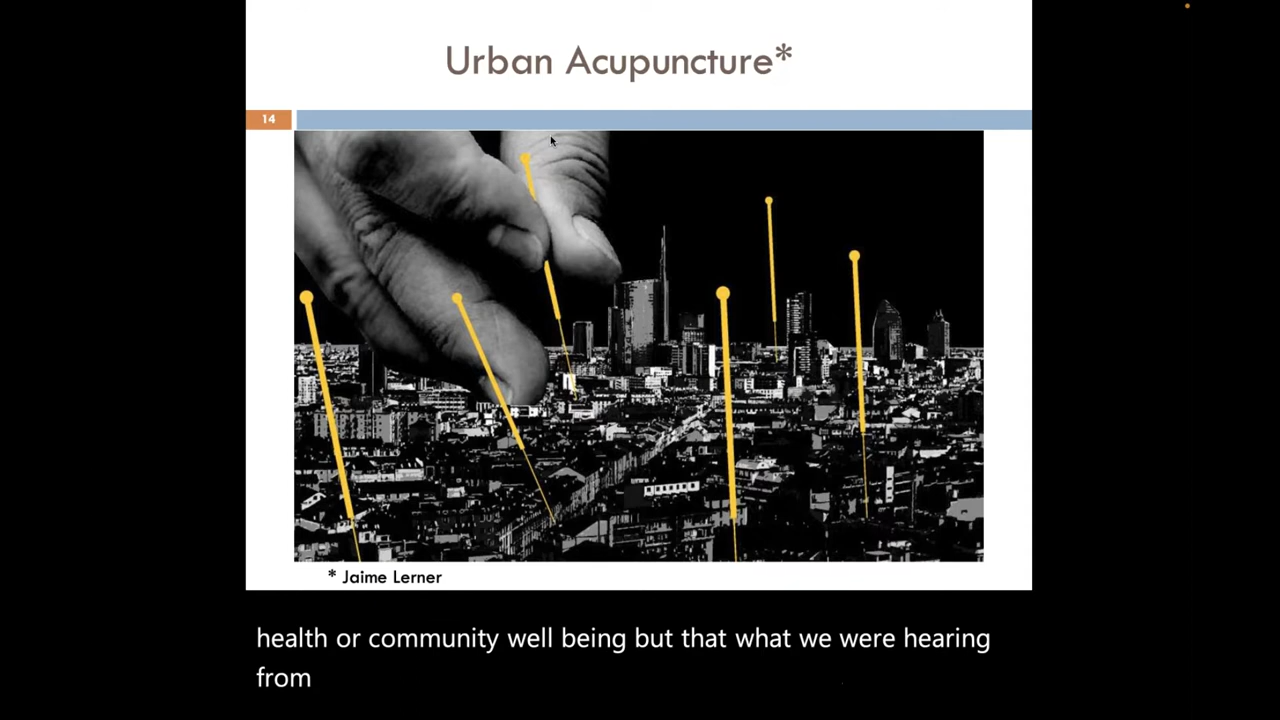 Urban Acupuncture*
14
* Jaime Lerner
health or community well being but that what we were hearing
from